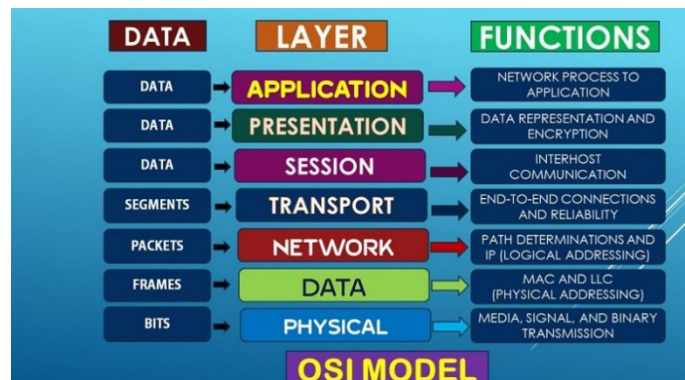 DATA LAYER FUNCTIONS
DATA APPLICATION NETWORK PROCESS TO
APPLICATION
DATA PRESENTATION DATA REPRESENTATION AND
ENCRYPTION
DATA SESSION INTERHOST
COMMUNICATION
SEGMENTS TRANSPORT END-TO-END CONNECTIONS
AND RELIABILITY
PACKETS NETWORK PATH DETERMINATIONS AND
IP (LOGICAL ADDRESSING)
FRAMES DATA MAC AND LLC
(PHYSICAL ADDRESSING)
BITS PHYSICAL MEDIA, SIGNAL, AND BINARY
TRANSMISSION
OSI MODEL